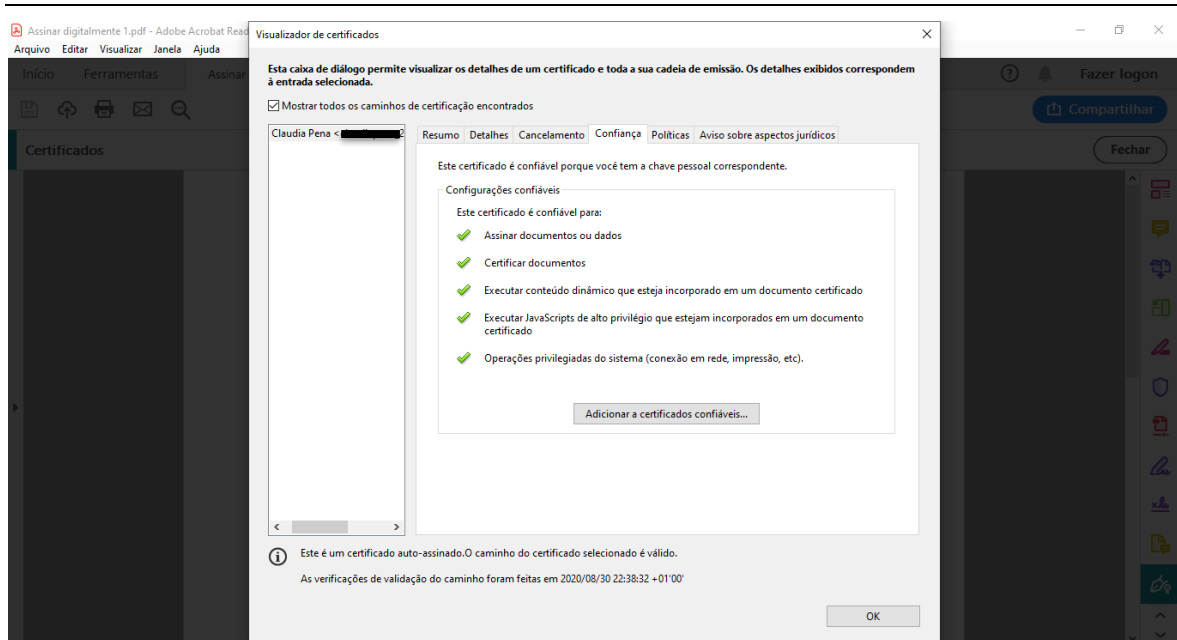 Assinar digitalmente 1.pdf - Adobe Acrobat Read
Arquivo Editar Visualizar Janela Ajuda
Início Ferramentas Assinar
Fazer logon
Compartilhar
Certificados
Fechar
Visualizador de certificados
Esta caixa de diálogo permite visualizar os detalhes de um certificado e toda a sua cadeia de emissão. Os detalhes exibidos correspondem
à entrada selecionada.
Mostrar todos os caminhos de certificação encontrados
Claudia Pena <
Resumo Detalhes Cancelamento Confiança Políticas Aviso sobre aspectos jurídicos
Este certificado é confiável porque você tem a chave pessoal correspondente.
Configurações confiáveis
Este certificado é confiável para:
Assinar documentos ou dados
Certificar documentos
Executar conteúdo dinámico que esteja incorporado em um documento certificado
Executar JavaScripts de alto privilégio que estejam incorporados em um documento
certificado
Operações privilegiadas do sistema (conexão em rede, impressão, etc).
Adicionar a certificados confiáveis...
Este é um certificado auto-assinado.O caminho do certificado selecionado é válido.
As verificações de validação do caminho foram feitas em 2020/08/30 22:38:32 +01'00'
OK